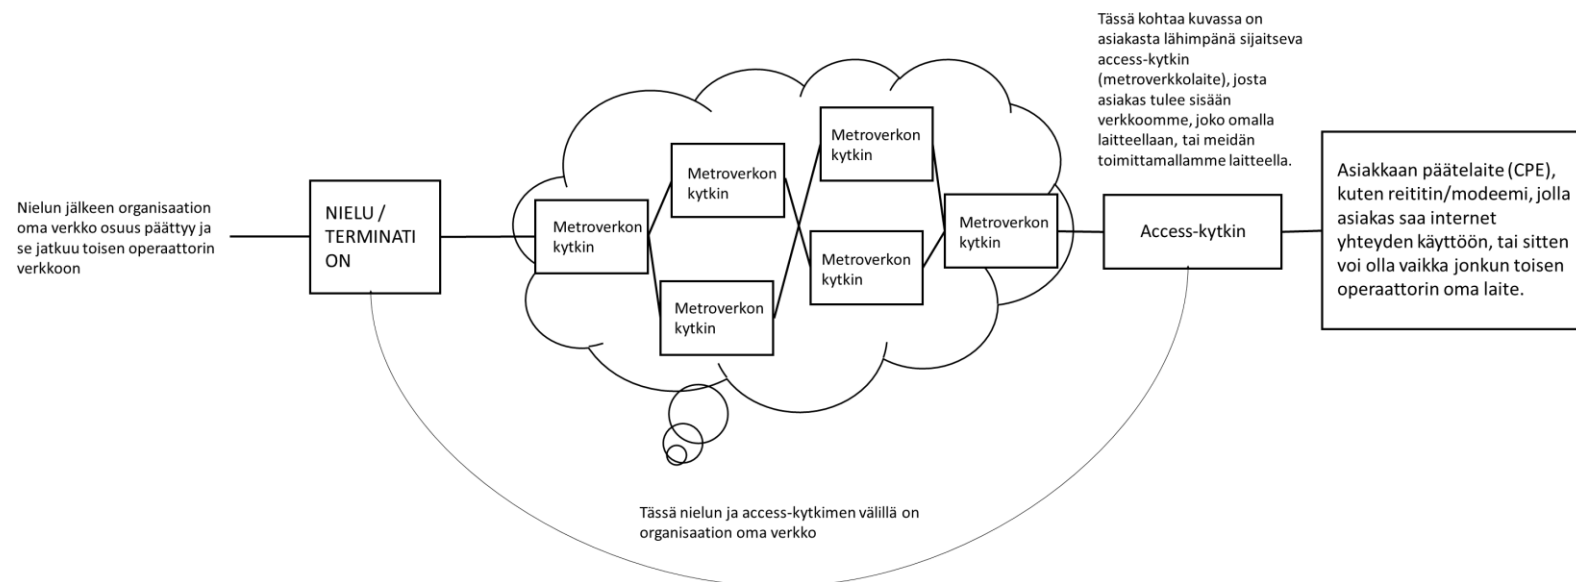 Nielun jälkeen organisaation
oma verkko osuus päättyy ja
se jatkuu toisen operaattorin
verkkoon
NIELU /
TERMINATI
ON
Metroverkon
kytkin
Metroverkon
kytkin
Metroverkon
kytkin
Metroverkon
kytkin
Metroverkon
kytkin
Metroverkon
kytkin
Tässä nielun ja access-kytkimen välillä on
organisaation oma verkko
Tässä kohtaa kuvassa on
asiakasta lähimpänä sijaitseva
access-kytkin
(metroverkkolaite), josta
asiakas tulee sisään
verkkoomme, joko omalla
laitteellaan, tai meidän
toimittamallamme laitteella.
Access-kytkin
Asiakkaan päätelaite (CPE),
kuten reititin/modeemi, jolla
asiakas saa internet
yhteyden käyttöön, tai sitten
voi olla vaikka jonkun toisen
operaattorin oma laite.